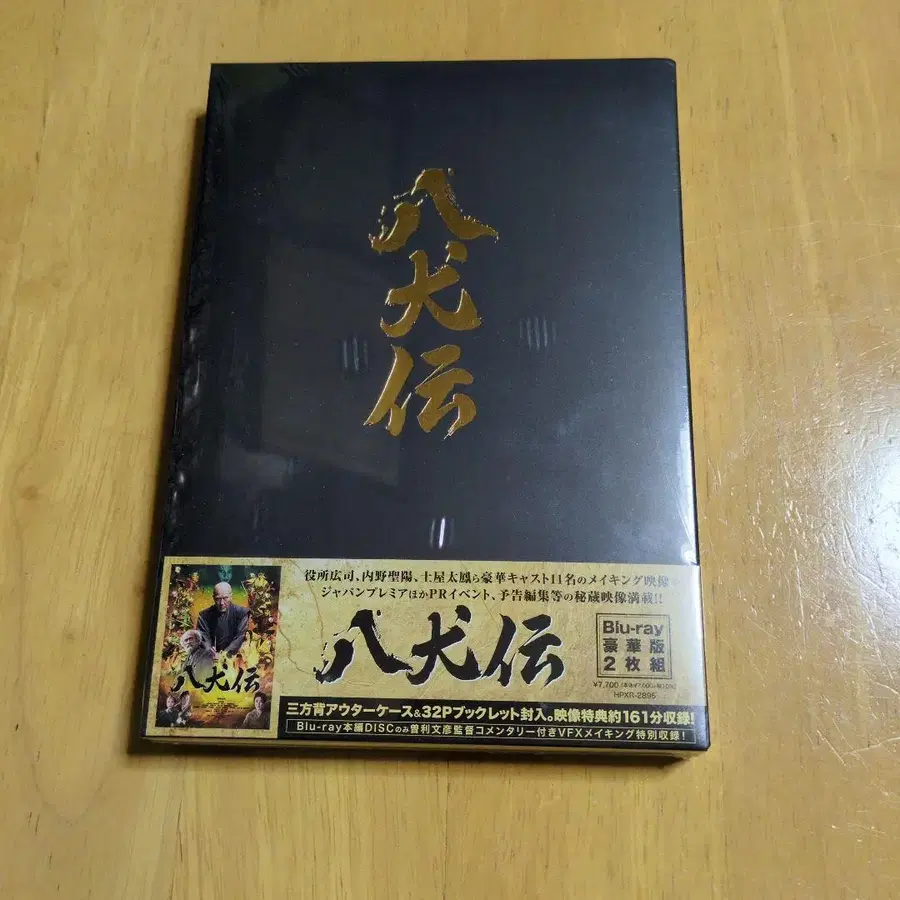 八犬伝
役所広司、内野聖陽、土屋太鳳ら豪華キャスト11名のメイキング映像
ジャパンプレミアほかPRイベント、予告編集等の秘蔵映像満載!!
八犬伝
八犬伝
Blu-ray
豪華版
2枚組
HPXR-2895
三方背アウターケース&32Pブックレット封入。映像特典約161分収録!
Blu-ray本編DISCのみ曽利文彦監督コメンタリー付きVFXメイキング特別収録!